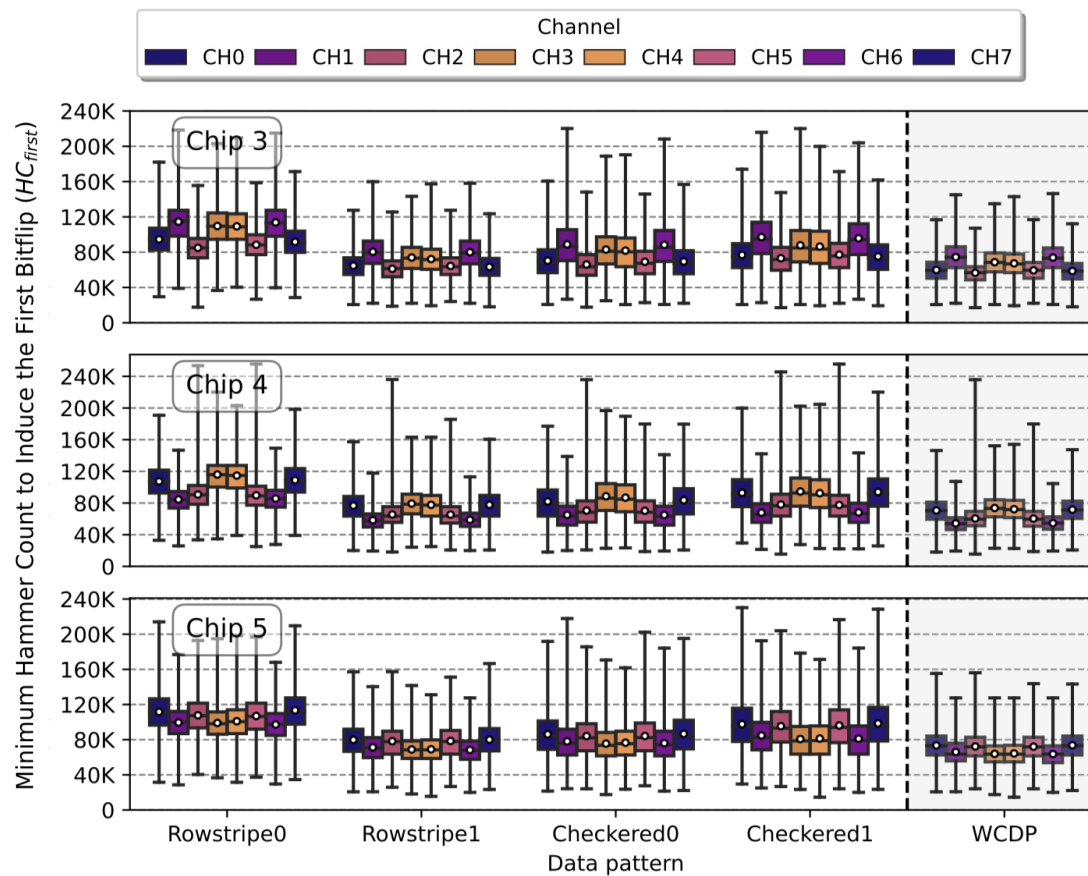 Channel
CH0 CH1 CH2 CH3 CH4 CH5 CH6 CH7
Minimum Hammer Count to Induce the First Bitflip (HC_first)
Chip 3
240K
200K
160K
120K
80K
40K
0
Chip 4
240K
200K
160K
120K
80K
40K
0
Chip 5
240K
200K
160K
120K
80K
40K
0
Rowstripe0 Rowstripe1 Checkered0 Checkered1 WCDP
Data pattern